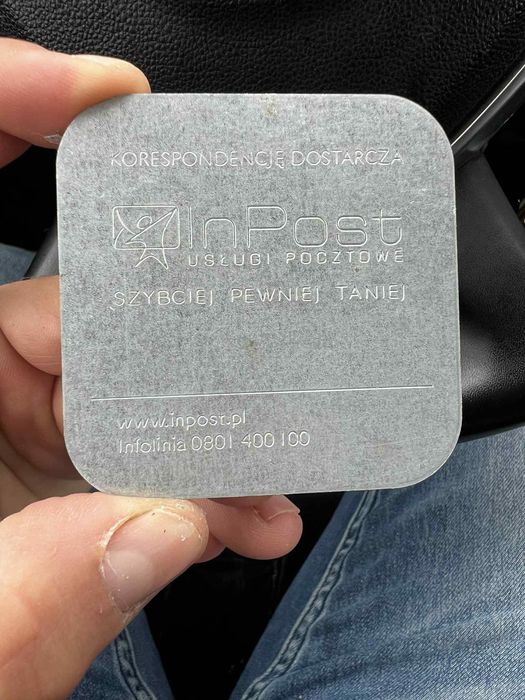 KORESPONDENCJĘ DOSTARCZA
InPost
USŁUGI POCZTOWE
SZYBCIEJ PEWNIEJ TANIEJ
www.inpost.pl
Infolinia 0801 400 100